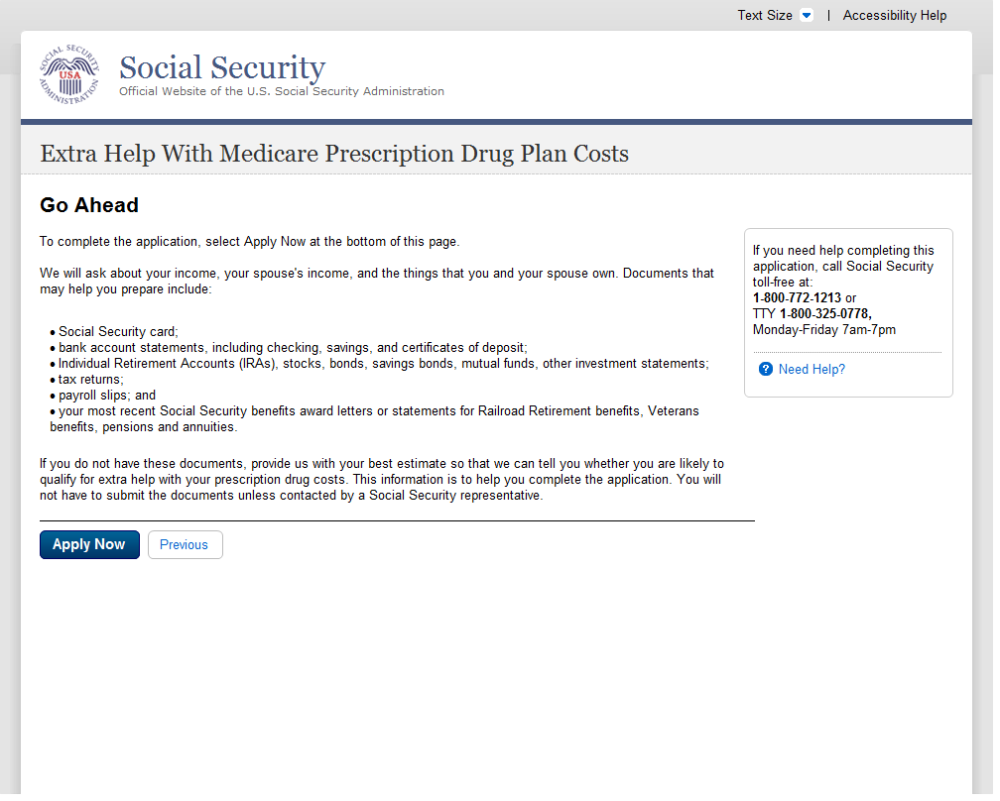 Text Size | Accessibility Help
SOCIAL SECURITY ADMINISTRATION
USA
Social Security
Official Website of the U.S. Social Security Administration
Extra Help With Medicare Prescription Drug Plan Costs
Go Ahead
To complete the application, select Apply Now at the bottom of this page.
We will ask about your income, your spouse's income, and the things that you and your spouse own. Documents that
may help you prepare include:
• Social Security card;
• bank account statements, including checking, savings, and certificates of deposit;
• Individual Retirement Accounts (IRAs), stocks, bonds, savings bonds, mutual funds, other investment statements;
• tax returns;
• payroll slips; and
• your most recent Social Security benefits award letters or statements for Railroad Retirement benefits, Veterans
benefits, pensions and annuities.
If you do not have these documents, provide us with your best estimate so that we can tell you whether you are likely to
qualify for extra help with your prescription drug costs. This information is to help you complete the application. You will
not have to submit the documents unless contacted by a Social Security representative.
Apply Now
Previous
If you need help completing this
application, call Social Security
toll-free at:
1-800-772-1213 or
TTY 1-800-325-0778,
Monday-Friday 7am-7pm
? Need Help?